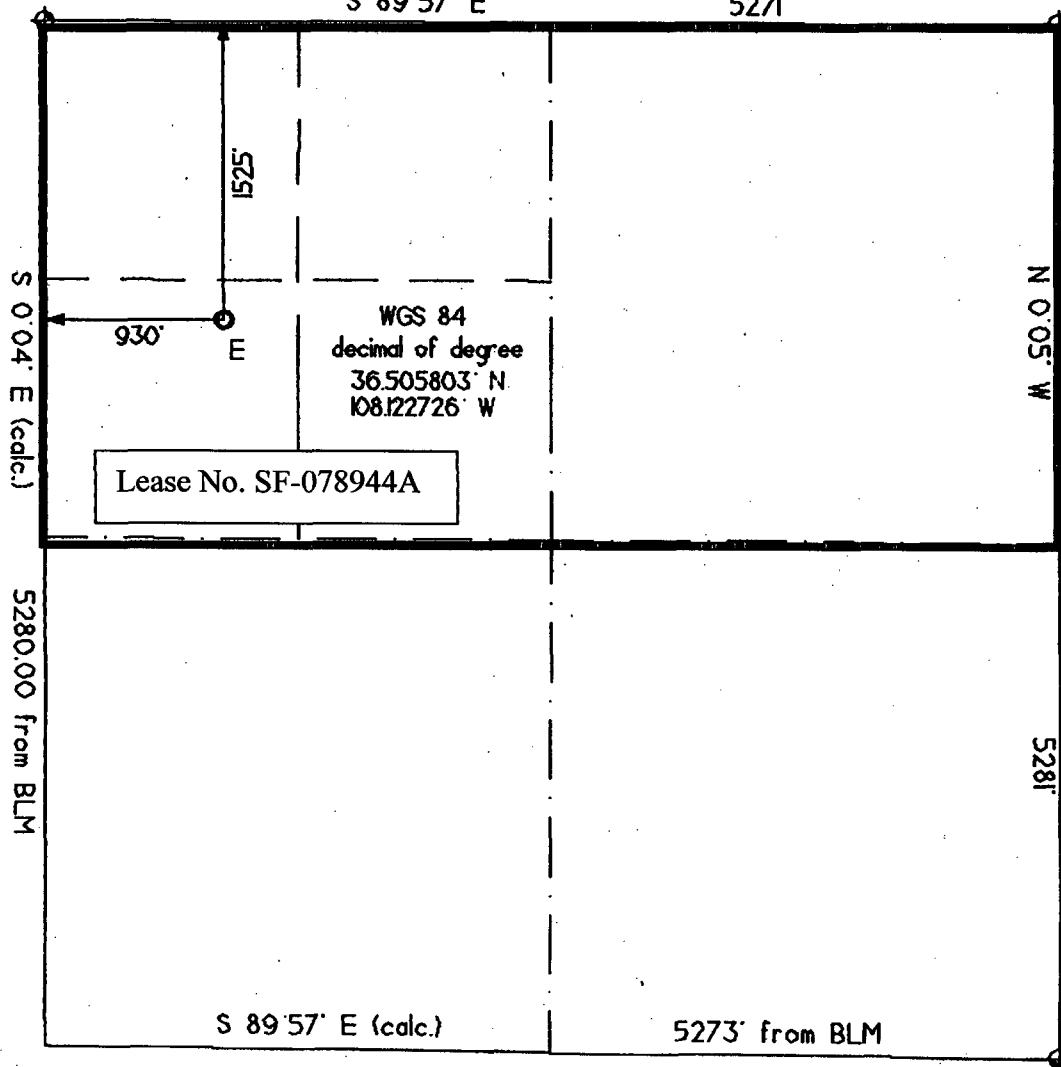 S 89°57' E
5271'
1525'
930'
E
WGS 84
decimal of degree
36.505803° N
108.122726° W
Lease No. SF-078944A
S 0°04' E (calc.)
5280.00 from BLM
N 0°05' W
5281'
S 89°57' E (calc.)
5273' from BLM